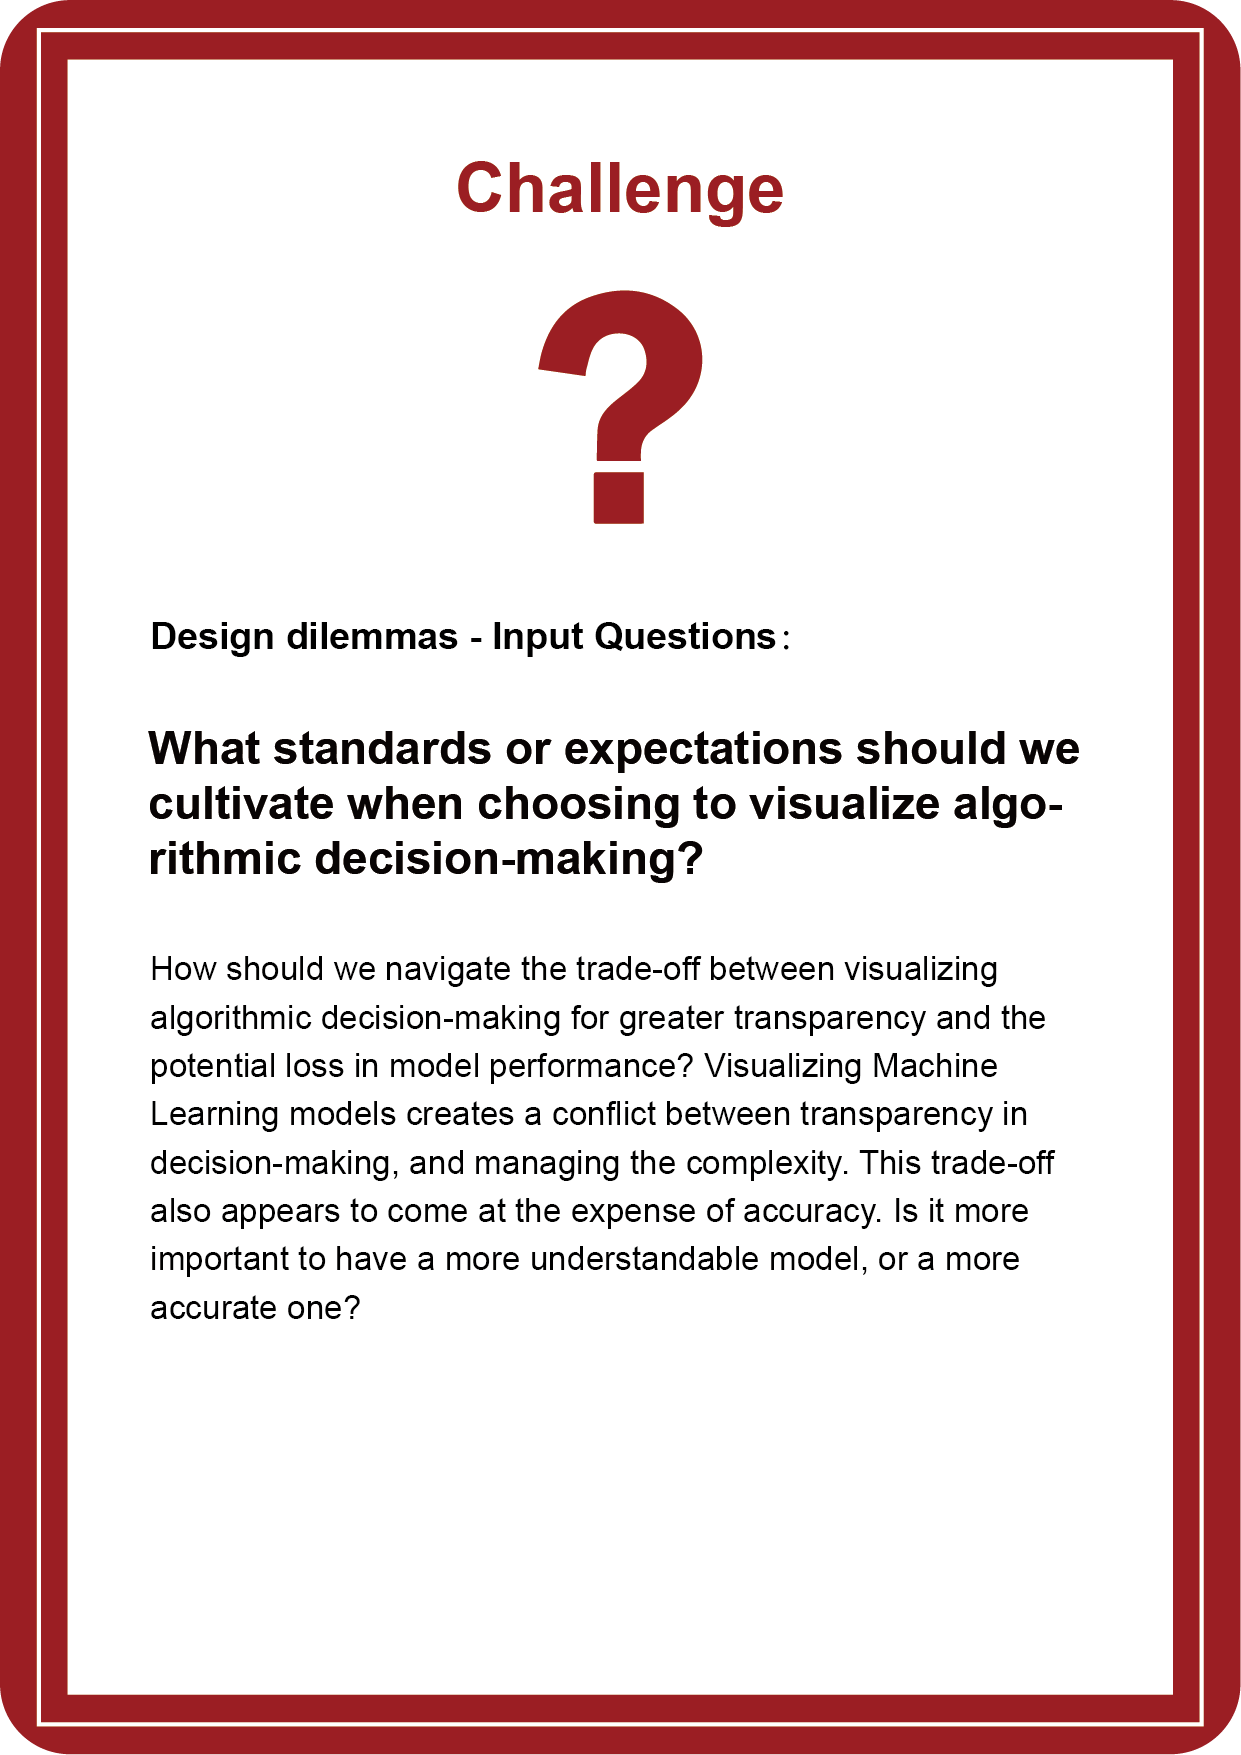 Challenge
?
Design dilemmas - Input Questions:
What standards or expectations should we
cultivate when choosing to visualize algo-
rithmic decision-making?
How should we navigate the trade-off between visualizing
algorithmic decision-making for greater transparency and the
potential loss in model performance? Visualizing Machine
Learning models creates a conflict between transparency in
decision-making, and managing the complexity. This trade-off
also appears to come at the expense of accuracy. Is it more
important to have a more understandable model, or a more
accurate one?